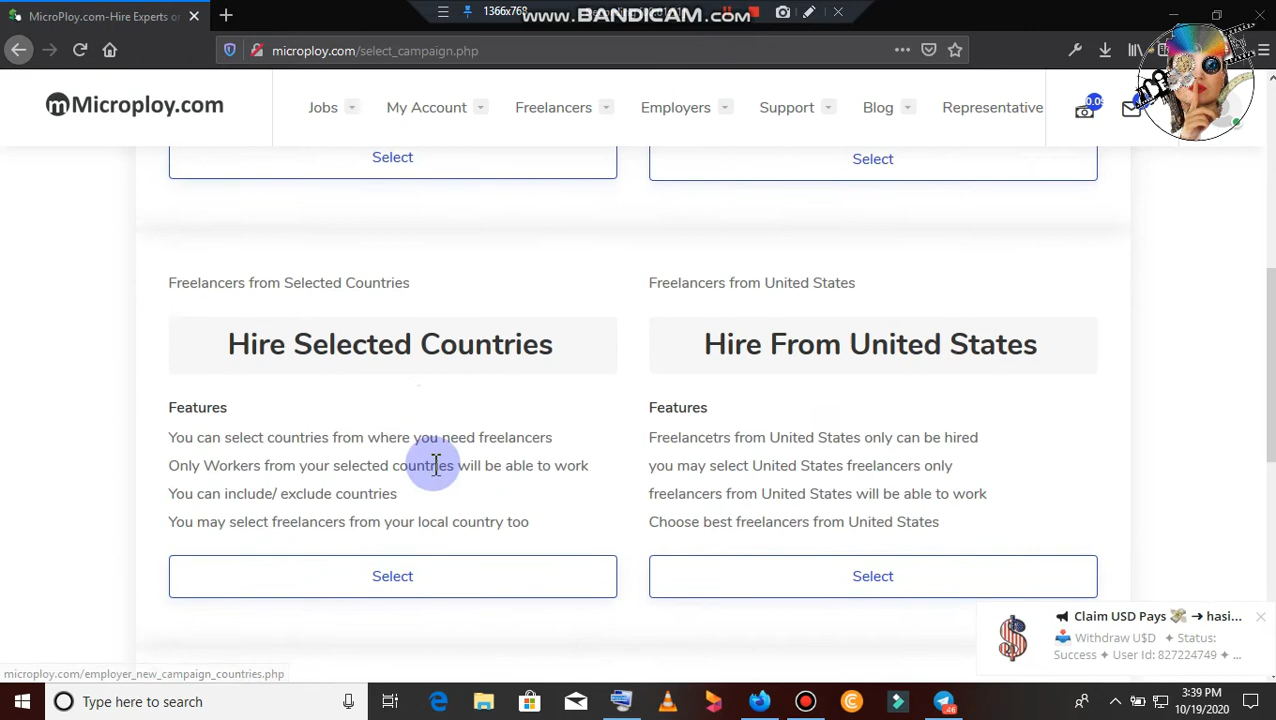 MicroPloy.com-Hire Experts or
1366x768
www.BANDICAM.com
microploy.com/select_campaign.php
Microploy.com
Jobs
My Account
Freelancers
Employers
Support
Blog
Representative
0.09
Select
Select
Freelancers from Selected Countries
Freelancers from United States
Hire Selected Countries
Hire From United States
Features
Features
You can select countries from where you need freelancers
Freelancetrs from United States only can be hired
Only Workers from your selected countries will be able to work
you may select United States freelancers only
You can include/ exclude countries
freelancers from United States will be able to work
You may select freelancers from your local country too
Choose best freelancers from United States
Select
Select
Claim USD Pays 💸 ➔ hasi...
Withdraw U$D ✦ Status:
Success ✦ User Id: 827224749 ✦ ...
microploy.com/employer_new_campaign_countries.php
Type here to search
46
3:39 PM
10/19/2020